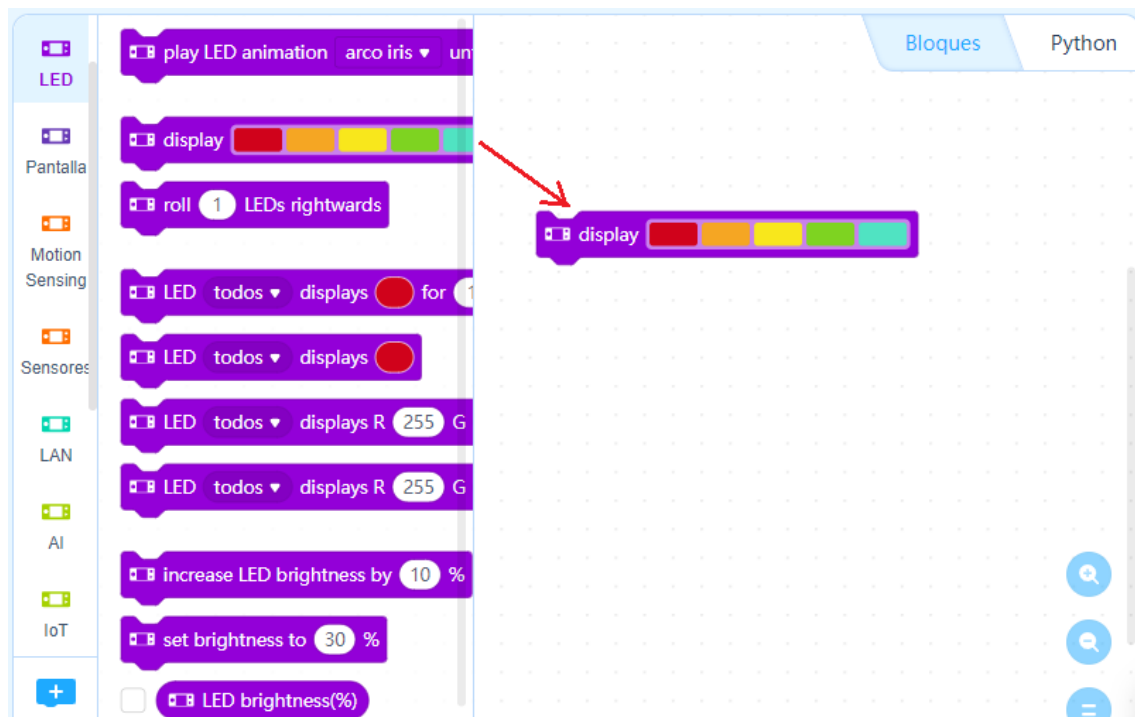 LED
Pantalla
Motion
Sensing
Sensores
LAN
AI
IoT
play LED animation arco iris
display
roll 1 LEDs rightwards
LED todos displays for
LED todos displays
LED todos displays R 255 G
LED todos displays R 255 G
increase LED brightness by 10 %
set brightness to 30 %
LED brightness(%)
Bloques
Python
display